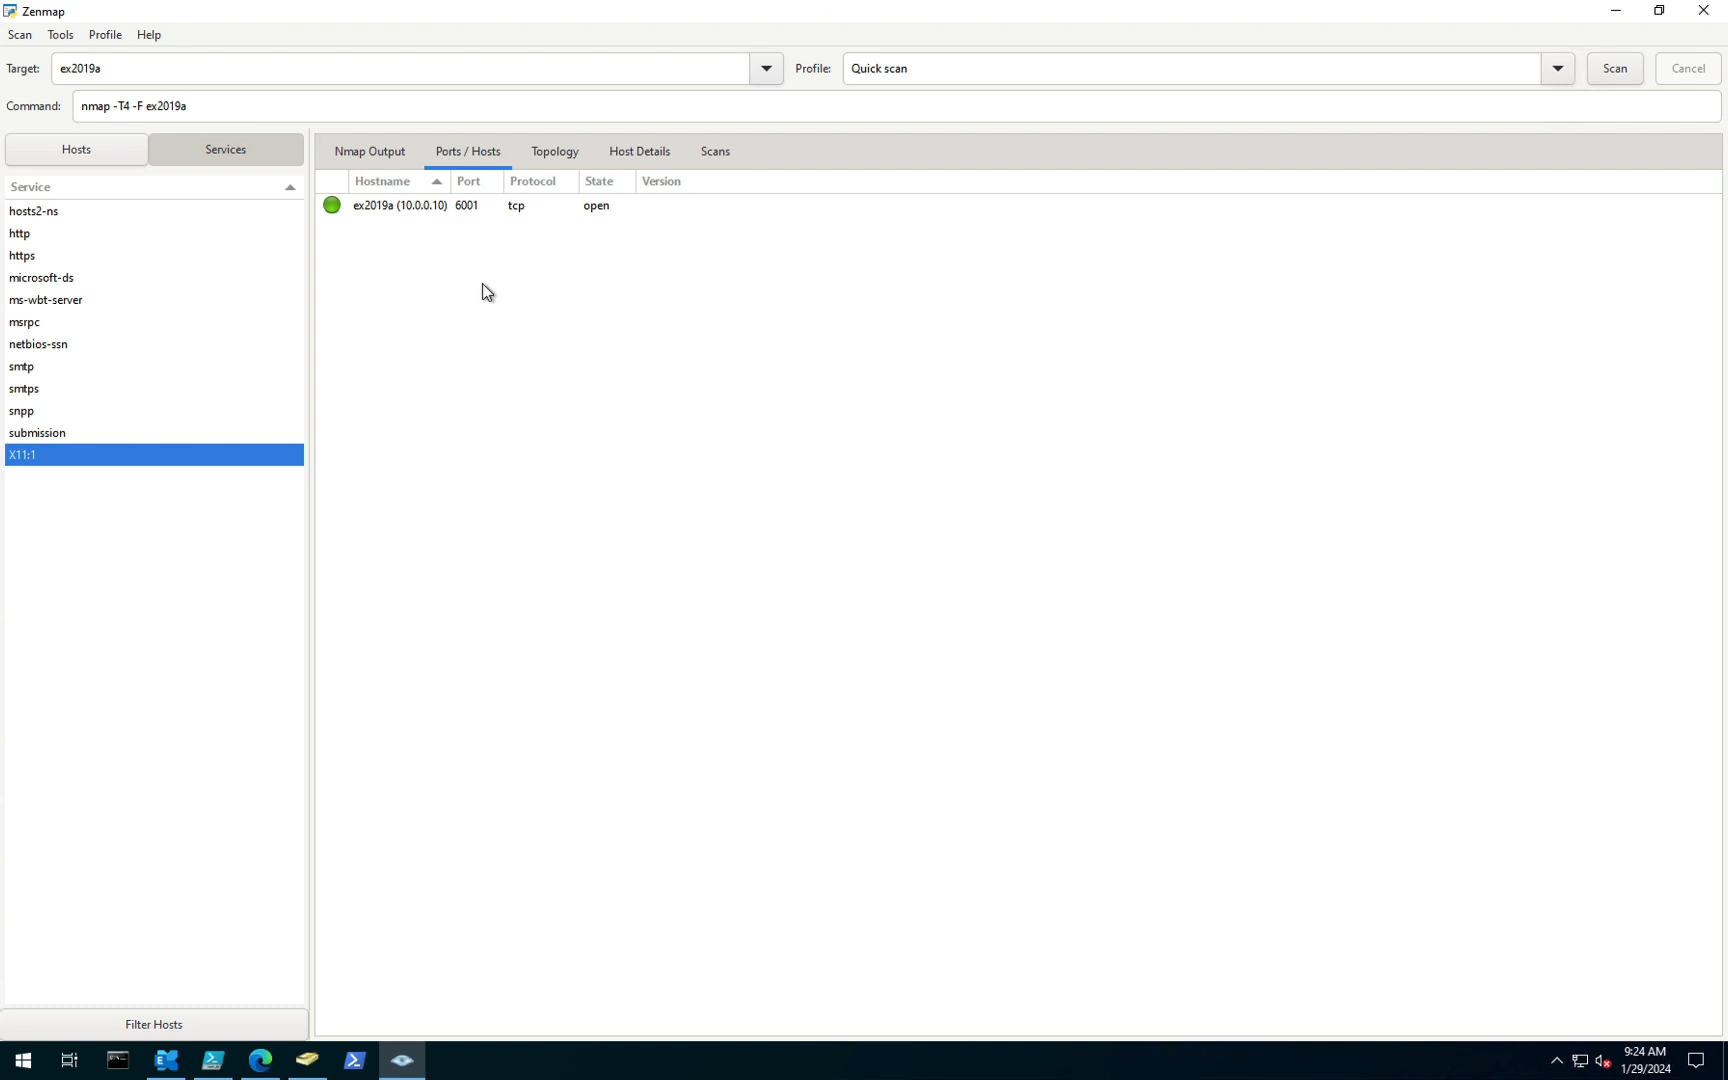 Zenmap
Scan Tools Profile Help
Target: ex2019a Profile: Quick scan Scan Cancel
Command: nmap -T4 -F ex2019a
Hosts Services
Nmap Output Ports / Hosts Topology Host Details Scans
Service
Hostname Port Protocol State Version
ex2019a (10.0.0.10) 6001 tcp open
hosts2-ns
http
https
microsoft-ds
ms-wbt-server
msrpc
netbios-ssn
smtp
smtps
snpp
submission
X11:1
Filter Hosts
9:24 AM
1/29/2024